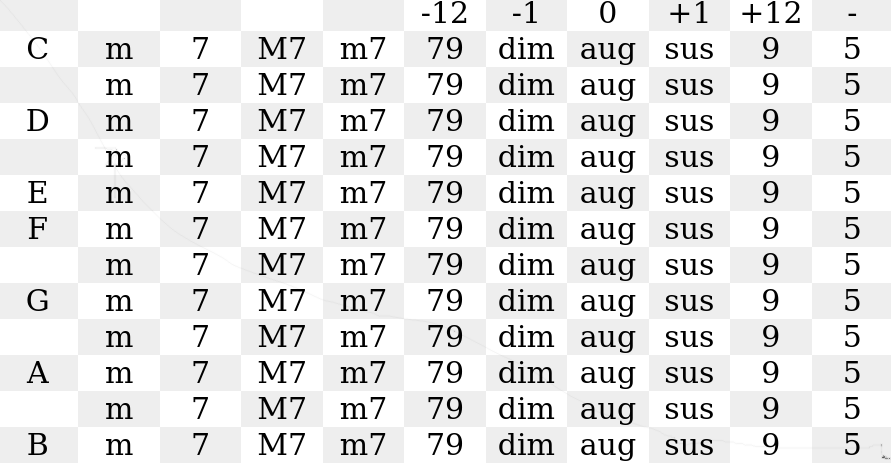 -12 -1 0 +1 +12 -
C m 7 M7 m7 79 dim aug sus 9 5
m 7 M7 m7 79 dim aug sus 9 5
D m 7 M7 m7 79 dim aug sus 9 5
m 7 M7 m7 79 dim aug sus 9 5
E m 7 M7 m7 79 dim aug sus 9 5
F m 7 M7 m7 79 dim aug sus 9 5
m 7 M7 m7 79 dim aug sus 9 5
G m 7 M7 m7 79 dim aug sus 9 5
m 7 M7 m7 79 dim aug sus 9 5
A m 7 M7 m7 79 dim aug sus 9 5
m 7 M7 m7 79 dim aug sus 9 5
B m 7 M7 m7 79 dim aug sus 9 5